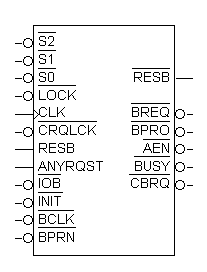 S2
S1
S0
LOCK
CLK
CRQLCK
RESB
ANYRQST
IOB
INIT
BCLK
BPRN
RESB
BREQ
BPRO
AEN
BUSY
CBRQ